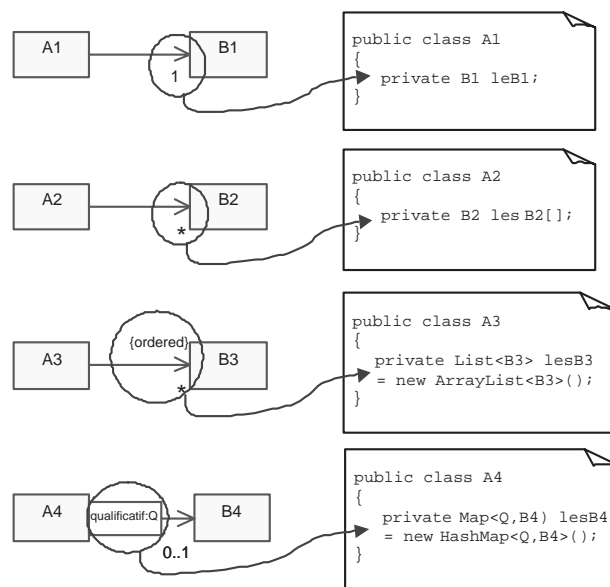 A1
B1
1
public class A1
{
private B1 leB1;
}
A2
B2
*
public class A2
{
private B2 les B2[];
}
A3
{ordered}
B3
*
public class A3
{
private List<B3> lesB3
= new ArrayList<B3>();
}
A4
qualificatif:Q
B4
0..1
public class A4
{
private Map<Q,B4) lesB4
= new HashMap<Q,B4>();
}